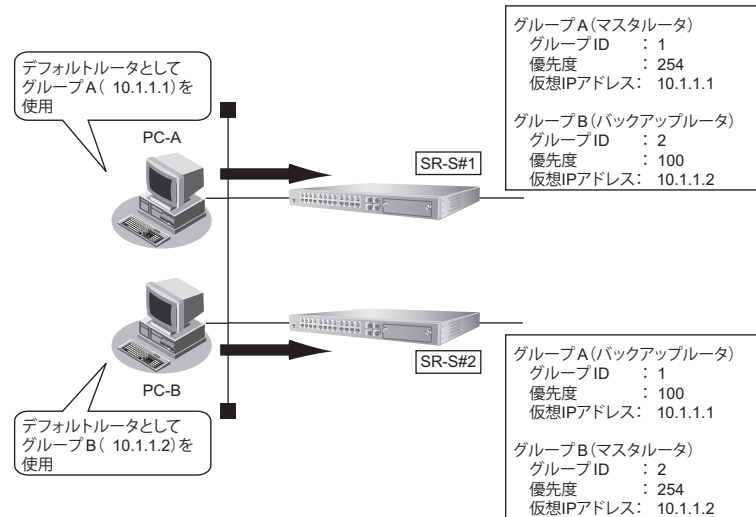 グループA(マスタルータ)
グループID : 1
優先度 : 254
仮想IPアドレス: 10.1.1.1
グループB(バックアップルータ)
グループID : 2
優先度 : 100
仮想IPアドレス: 10.1.1.2
デフォルトルータとして
グループA( 10.1.1.1)を
使用
PC-A
SR-S#1
PC-B
SR-S#2
デフォルトルータとして
グループB( 10.1.1.2)を
使用
グループA(バックアップルータ)
グループID : 1
優先度 : 100
仮想IPアドレス: 10.1.1.1
グループB(マスタルータ)
グループID : 2
優先度 : 254
仮想IPアドレス: 10.1.1.2